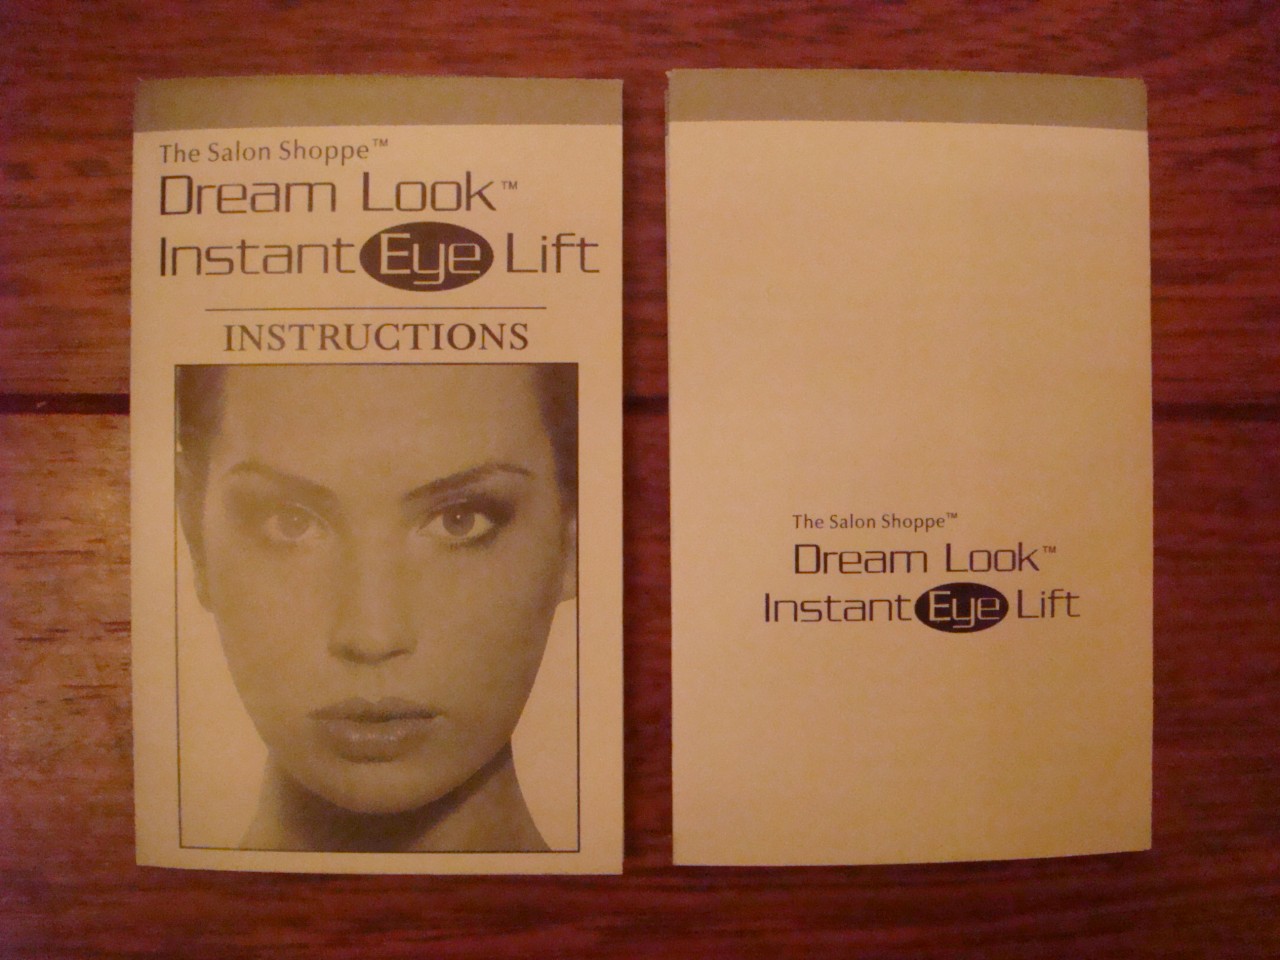 The Salon Shoppe™
Dream Look™
Instant Eye Lift
INSTRUCTIONS
The Salon Shoppe™
Dream Look™
Instant Eye Lift